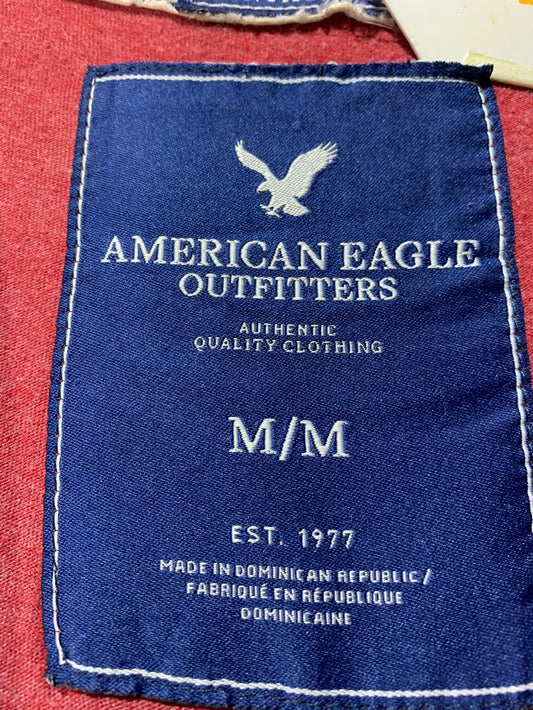 AMERICAN EAGLE
OUTFITTERS
AUTHENTIC
QUALITY CLOTHING
M/M
EST. 1977
MADE IN DOMINICAN REPUBLIC/
FABRIQUÉ EN RÉPUBLIQUE
DOMINICAINE